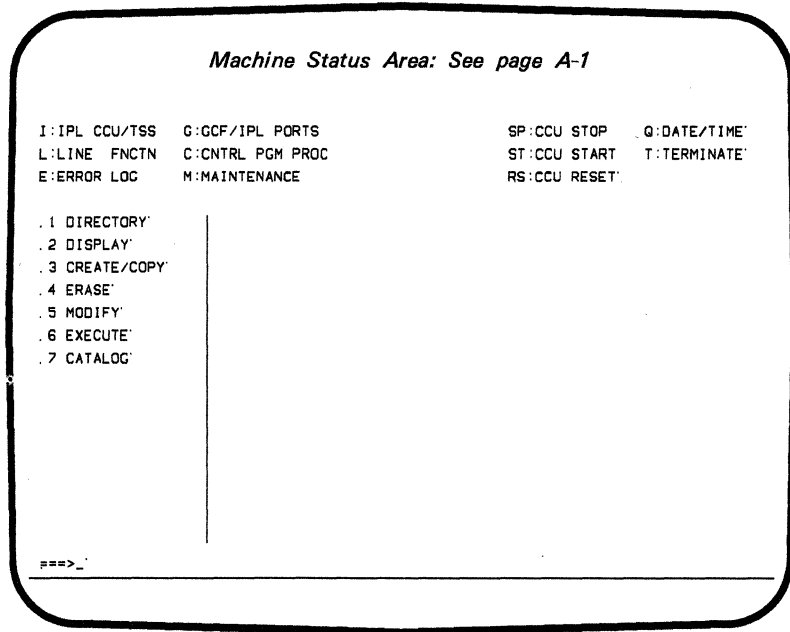 Machine Status Area: See page A-1
I:IPL CCU/TSS G:GCF/IPL PORTS SP:CCU STOP Q:DATE/TIME
L:LINE FNCTN C:CNTRL PGM PROC ST:CCU START T:TERMINATE
E:ERROR LOG M:MAINTENANCE RS:CCU RESET
. 1 DIRECTORY
. 2 DISPLAY
. 3 CREATE/COPY
. 4 ERASE
. 5 MODIFY
. 6 EXECUTE
. 7 CATALOG
===>_